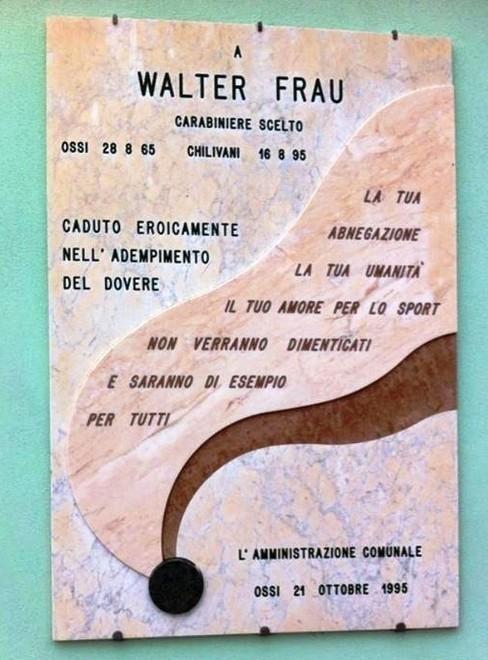 A
WALTER FRAU
CARABINIERE SCELTO
OSSI 28 8 65 CHILIVANI 16 8 95
CADUTO EROICAMENTE
NELL' ADEMPIMENTO
DEL DOVERE
LA TUA
ABNEGAZIONE
LA TUA UMANITA'
IL TUO AMORE PER LO SPORT
NON VERRANNO DIMENTICATI
E SARANNO DI ESEMPIO
PER TUTTI
L' AMMINISTRAZIONE COMUNALE
OSSI 21 OTTOBRE 1995